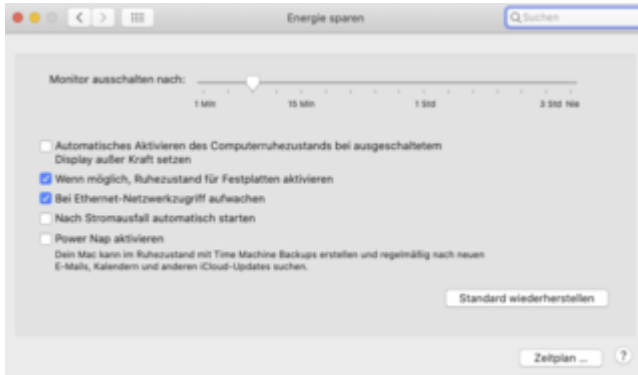 Energie sparen
Suchen
Monitor ausschalten nach:
1 Min 15 Min 1 Std 3 Std Nie
Automatisches Aktivieren des Computerruhezustands bei ausgeschaltetem
Display außer Kraft setzen
Wenn möglich, Ruhezustand für Festplatten aktivieren
Bei Ethernet-Netzwerkzugriff aufwachen
Nach Stromausfall automatisch starten
Power Nap aktivieren
Dein Mac kann im Ruhezustand mit Time Machine Backups erstellen und regelmäßig nach neuen
E-Mails, Kalendern und anderen iCloud-Updates suchen.
Standard wiederherstellen
Zeitplan ...
?